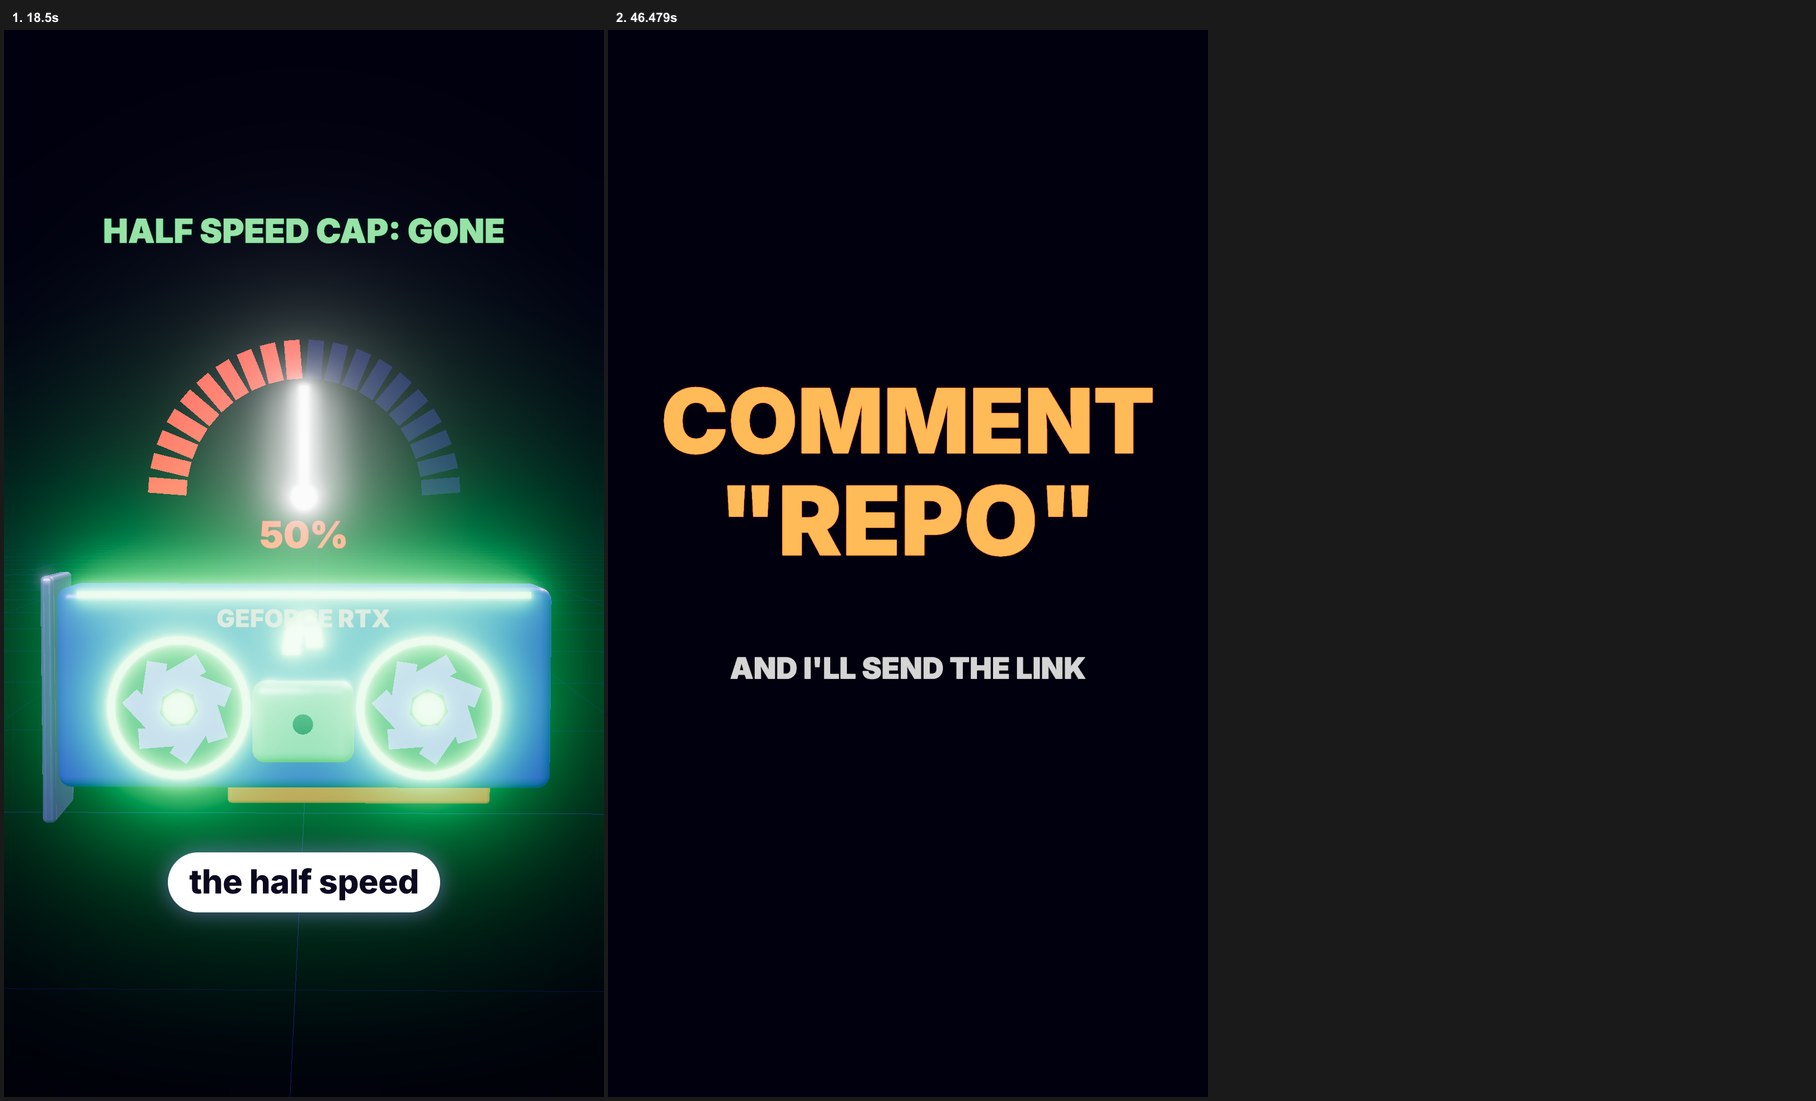 1. 18.5s
HALF SPEED CAP: GONE
50%
GEFORCE RTX
the half speed
2. 46.479s
COMMENT
"REPO"
AND I'LL SEND THE LINK